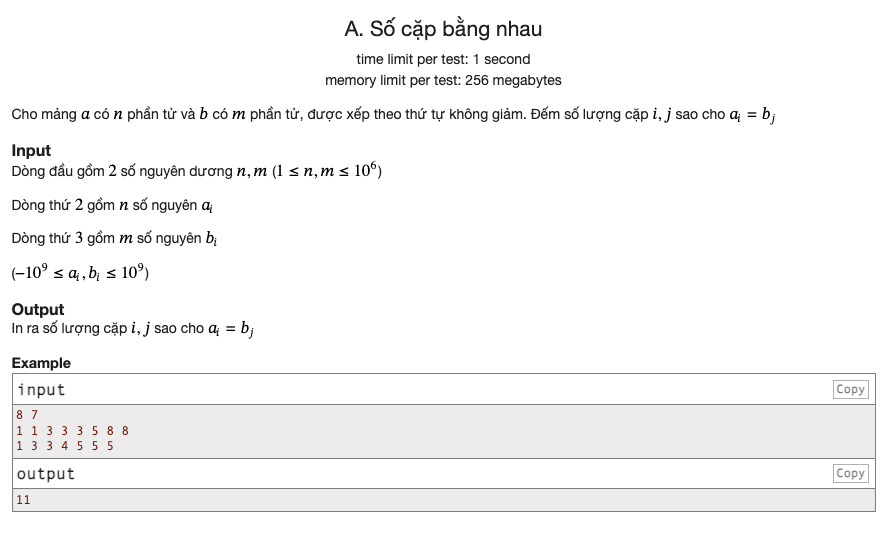 A. Số cặp bằng nhau
time limit per test: 1 second
memory limit per test: 256 megabytes
Cho mảng a có n phần tử và b có m phần tử, được xếp theo thứ tự không giảm. Đếm số lượng cặp i, j sao cho a_i = b_j
Input
Dòng đầu gồm 2 số nguyên dương n, m (1 ≤ n, m ≤ 10^6)
Dòng thứ 2 gồm n số nguyên a_i
Dòng thứ 3 gồm m số nguyên b_i
(−10^9 ≤ a_i, b_i ≤ 10^9)
Output
In ra số lượng cặp i, j sao cho a_i = b_j
Example
input Copy
8 7
1 1 3 3 3 5 8 8
1 3 3 4 5 5 5
output Copy
11